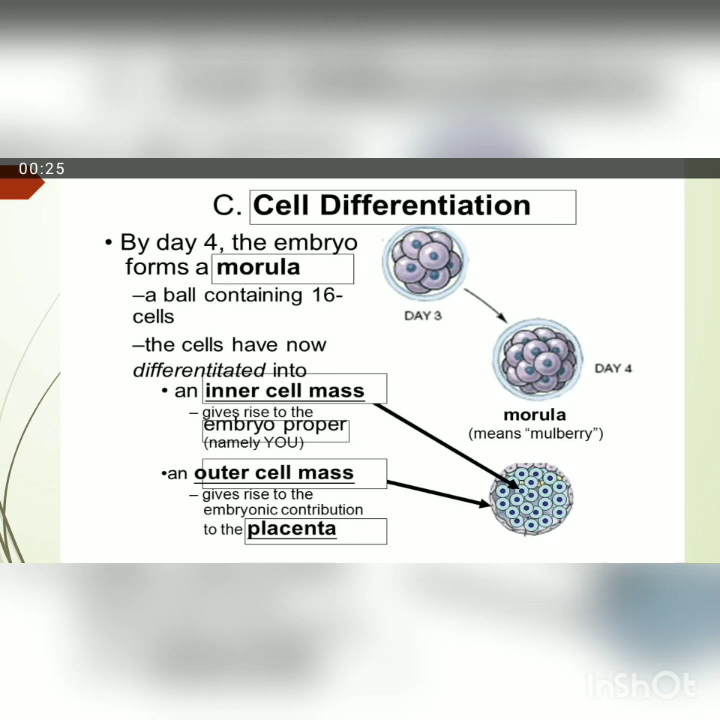 00:25
C. Cell Differentiation
• By day 4, the embryo
forms a morula
–a ball containing 16-
cells
–the cells have now
differentitated into
• an inner cell mass
– gives rise to the
embryo proper
(namely YOU)
•an outer cell mass
– gives rise to the
embryonic contribution
to the placenta
DAY 3
DAY 4
morula
(means “mulberry”)
InShOt